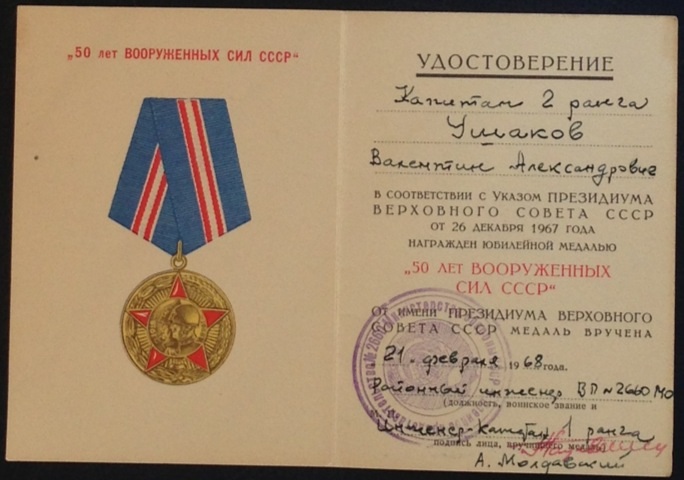 „50 лет ВООРУЖЕННЫХ СИЛ СССР“
УДОСТОВЕРЕНИЕ
Капитан 2 ранга
Ушаков
Валентин Александрович
В СООТВЕТСТВИИ С УКАЗОМ ПРЕЗИДИУМА
ВЕРХОВНОГО СОВЕТА СССР
ОТ 26 ДЕКАБРЯ 1967 ГОДА
НАГРАЖДЕН ЮБИЛЕЙНОЙ МЕДАЛЬЮ
„50 ЛЕТ ВООРУЖЕННЫХ
СИЛ СССР“
ОТ ИМЕНИ ПРЕЗИДИУМА ВЕРХОВНОГО
СОВЕТА СССР МЕДАЛЬ ВРУЧЕНА
21 февраля 1968 года.
Районный инженер ВП №2660 МО
(должность, воинское звание и
Инженер-Капитан 1 ранга
подпись лица, вручившего медаль)
А. Молдавский